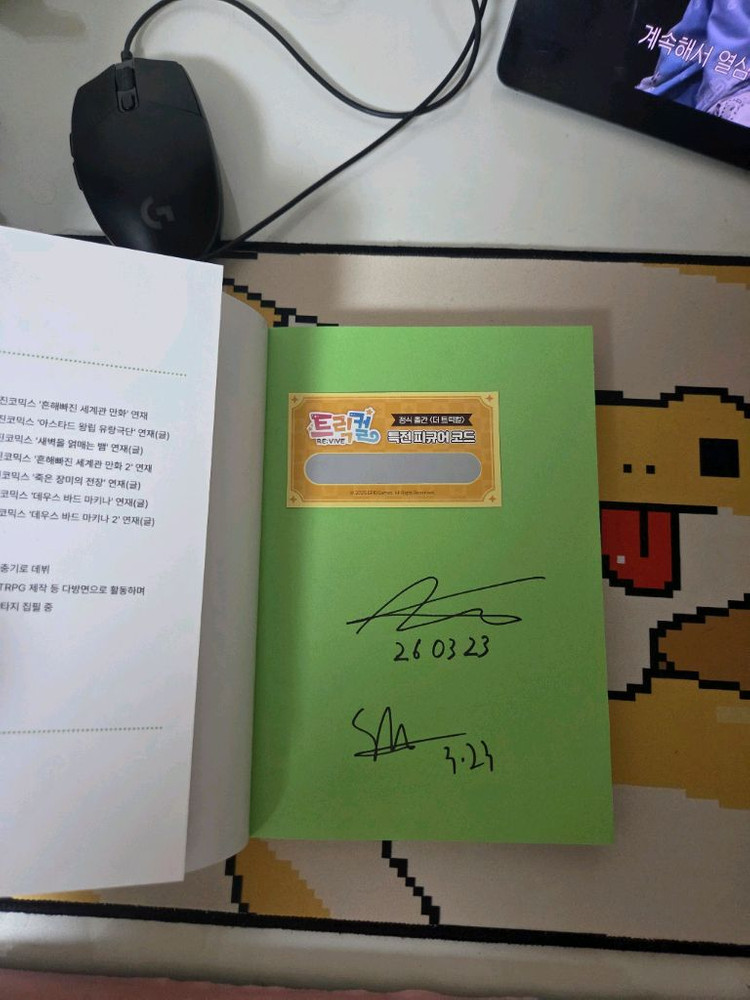 계속해서 열심
진코믹스 '흔해빠진 세계관 만화' 연재
진코믹스 '아스타드 왕립 유랑극단' 연재(글)
진코믹스 '새벽을 얽매는 뱀' 연재(글)
진코믹스 '흔해빠진 세계관 만화 2' 연재
코믹스 '죽은 장미의 전장' 연재(글)
코믹스 '데우스 바드 마키나' 연재(글)
코믹스 '데우스 바드 마키나 2' 연재(글)
총기로 데뷔
TRPG 제작 등 다방면으로 활동하며
타지 집필 중
트릭컬
RE:VIVE
정식 출간 <더 트릭컬>
특전 피규어 코드
All Rights Reserved.
26 03 23
3.23